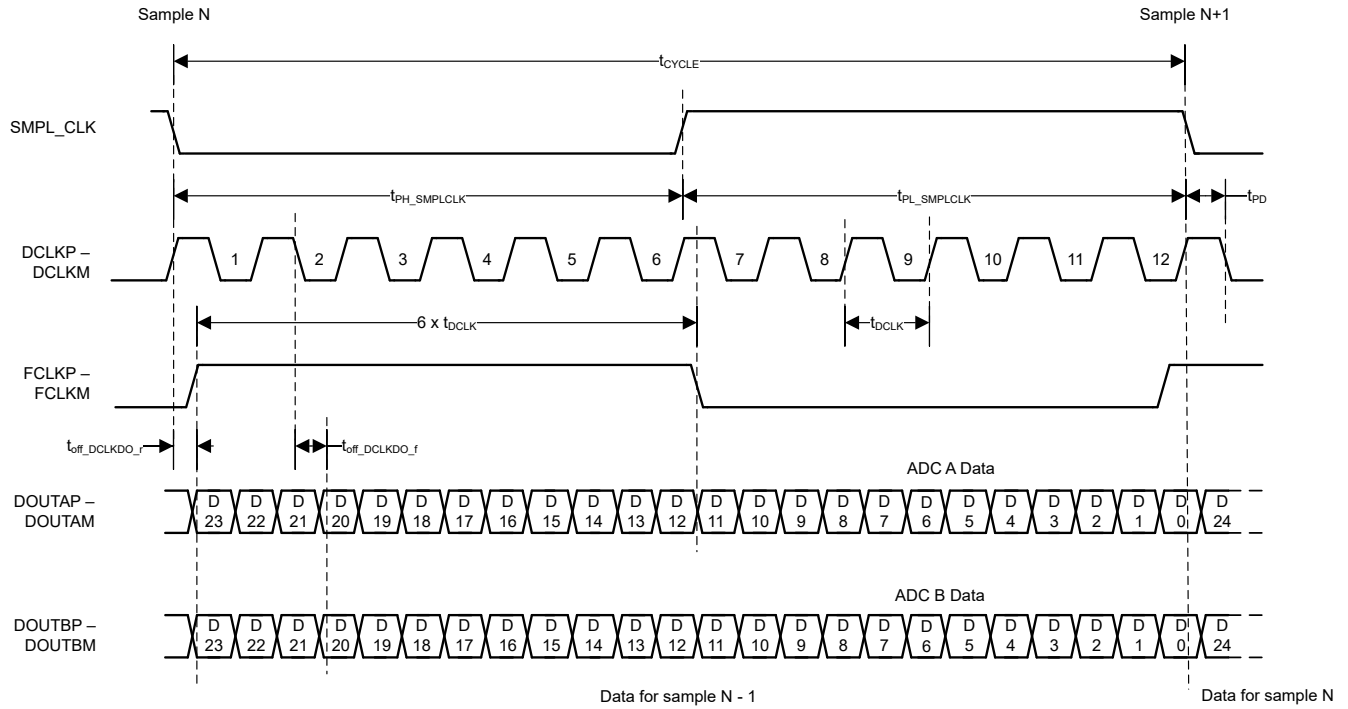 Sample N Sample N+1
tCYCLE
SMPL_CLK
tPH_SMPLCLK tPL_SMPLCLK tPD
DCLKP –
DCLKM
1 2 3 4 5 6 7 8 9 10 11 12
6 x tDCLK tDCLK
FCLKP –
FCLKM
toff_DCLKDO_r toff_DCLKDO_f
ADC A Data
DOUTAP –
DOUTAM
D D D D D D D D D D D D D D D D D D D D D D D D D
23 22 21 20 19 18 17 16 15 14 13 12 11 10 9 8 7 6 5 4 3 2 1 0 24
ADC B Data
DOUTBP –
DOUTBM
D D D D D D D D D D D D D D D D D D D D D D D D D
23 22 21 20 19 18 17 16 15 14 13 12 11 10 9 8 7 6 5 4 3 2 1 0 24
Data for sample N - 1 Data for sample N